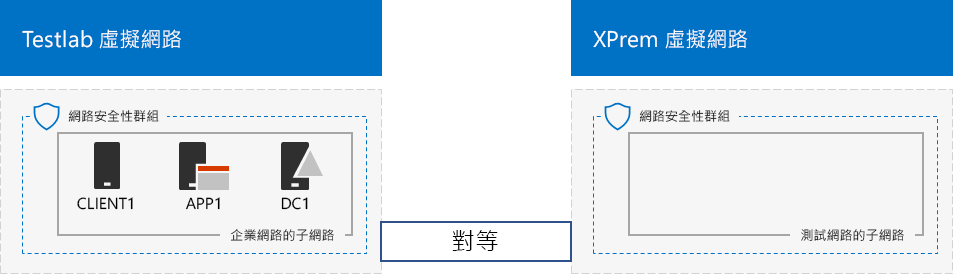 Testlab 虛擬網路
網路安全性群組
CLIENT1
APP1
DC1
企業網路的子網路
對等
XPrem 虛擬網路
網路安全性群組
測試網路的子網路